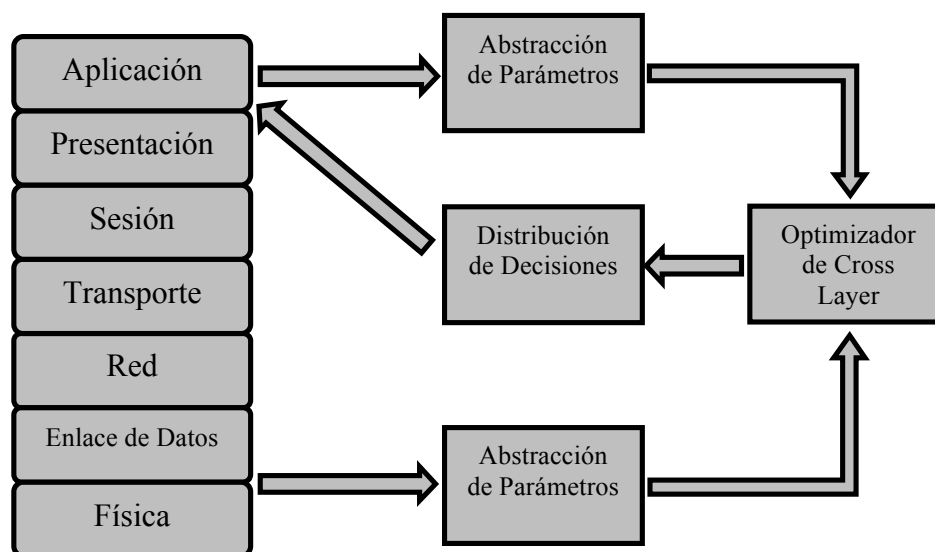 Aplicación
Presentación
Sesión
Transporte
Red
Enlace de Datos
Física
Abstracción
de Parámetros
Distribución
de Decisiones
Abstracción
de Parámetros
Optimizador
de Cross
Layer